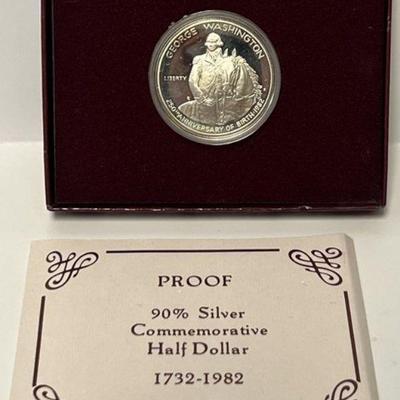 GEORGE WASHINGTON
LIBERTY
250TH ANNIVERSARY OF BIRTH 1982
PROOF
90% Silver
Commemorative
Half Dollar
1732-1982